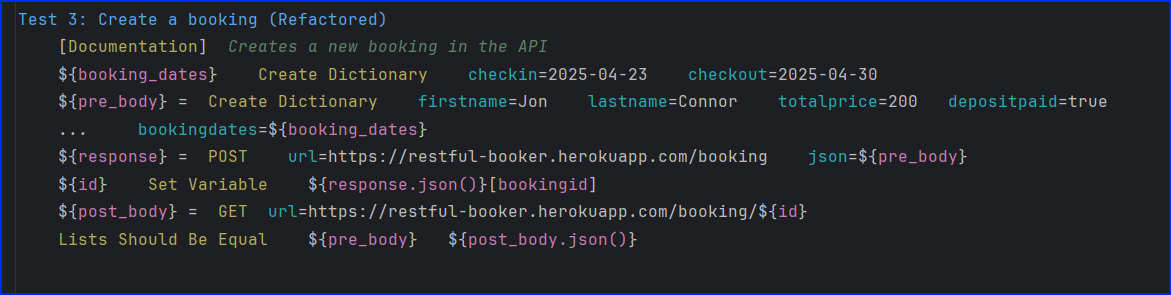 Test 3: Create a booking (Refactored)
    [Documentation]  Creates a new booking in the API
    ${booking_dates}    Create Dictionary    checkin=2025-04-23    checkout=2025-04-30
    ${pre_body} =  Create Dictionary    firstname=Jon    lastname=Connor    totalprice=200   depositpaid=true
    ...     bookingdates=${booking_dates}
    ${response} =  POST    url=https://restful-booker.herokuapp.com/booking    json=${pre_body}
    ${id}    Set Variable    ${response.json()}[bookingid]
    ${post_body} =  GET  url=https://restful-booker.herokuapp.com/booking/${id}
    Lists Should Be Equal    ${pre_body}   ${post_body.json()}